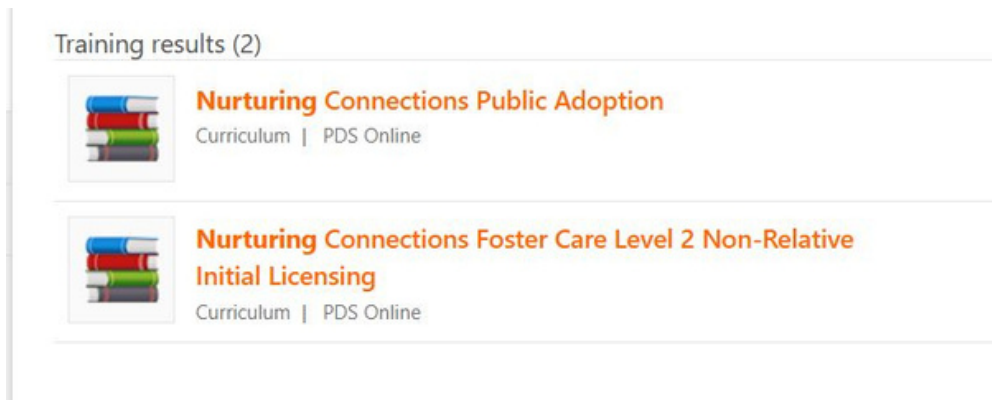 Training results (2)
Nurturing Connections Public Adoption
Curriculum | PDS Online
Nurturing Connections Foster Care Level 2 Non-Relative
Initial Licensing
Curriculum | PDS Online